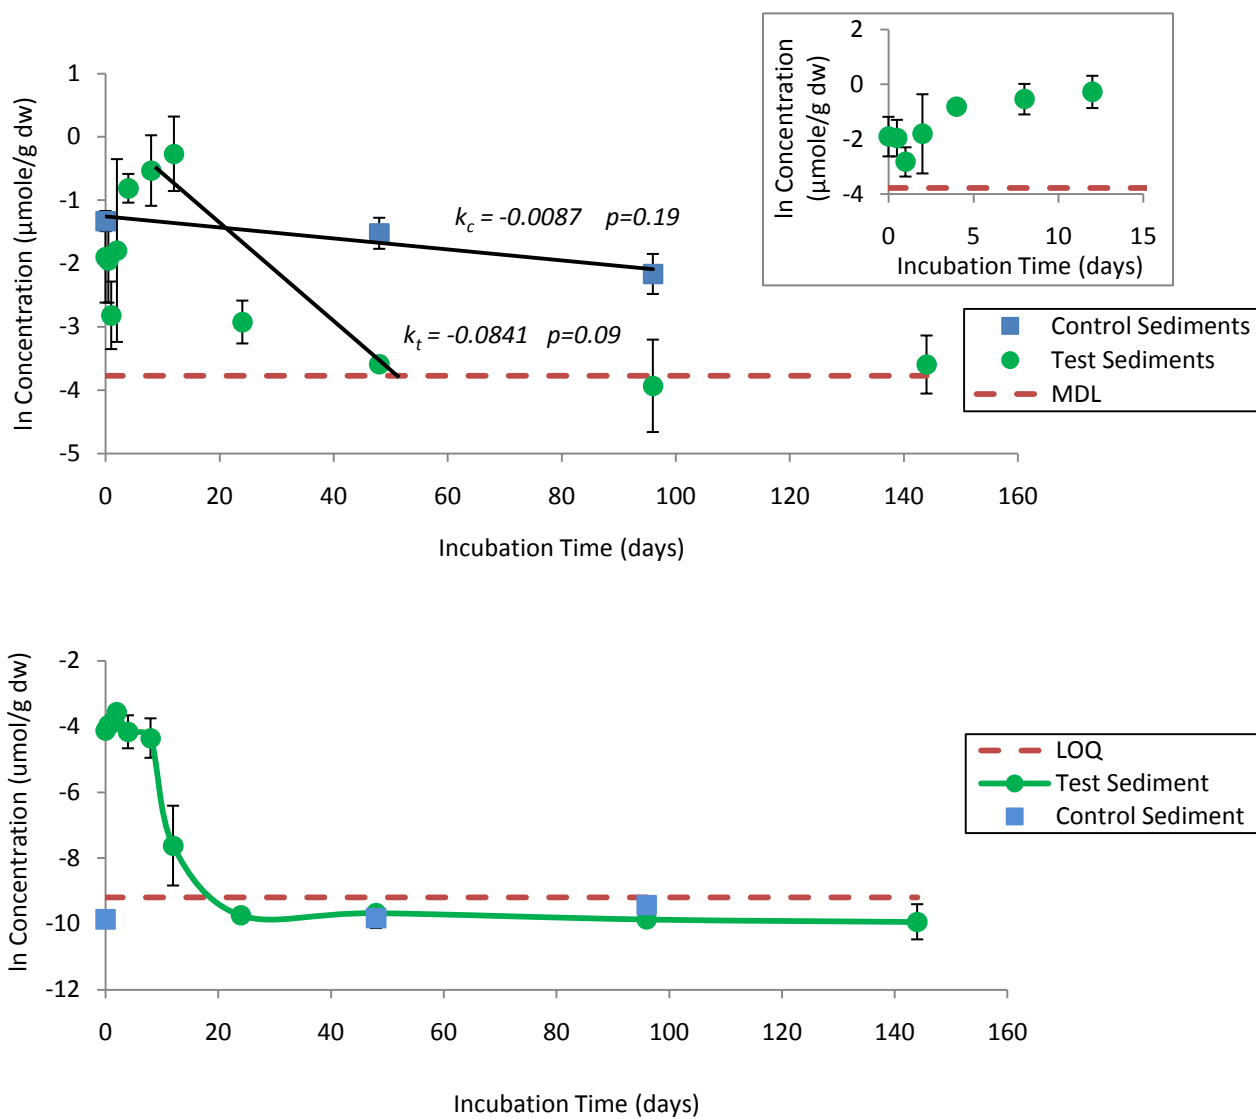 ln Concentration (µmole/g dw)
1
0
-1
-2
-3
-4
-5
0
20
40
60
80
100
120
140
160
Incubation Time (days)
k_c = -0.0087 p=0.19
k_t = -0.0841 p=0.09
ln Concentration
(µmole/g dw)
2
0
-2
-4
0
5
10
15
Incubation Time (days)
Control Sediments
Test Sediments
MDL
ln Concentration (umol/g dw)
-2
-4
-6
-8
-10
-12
0
20
40
60
80
100
120
140
160
Incubation Time (days)
LOQ
Test Sediment
Control Sediment